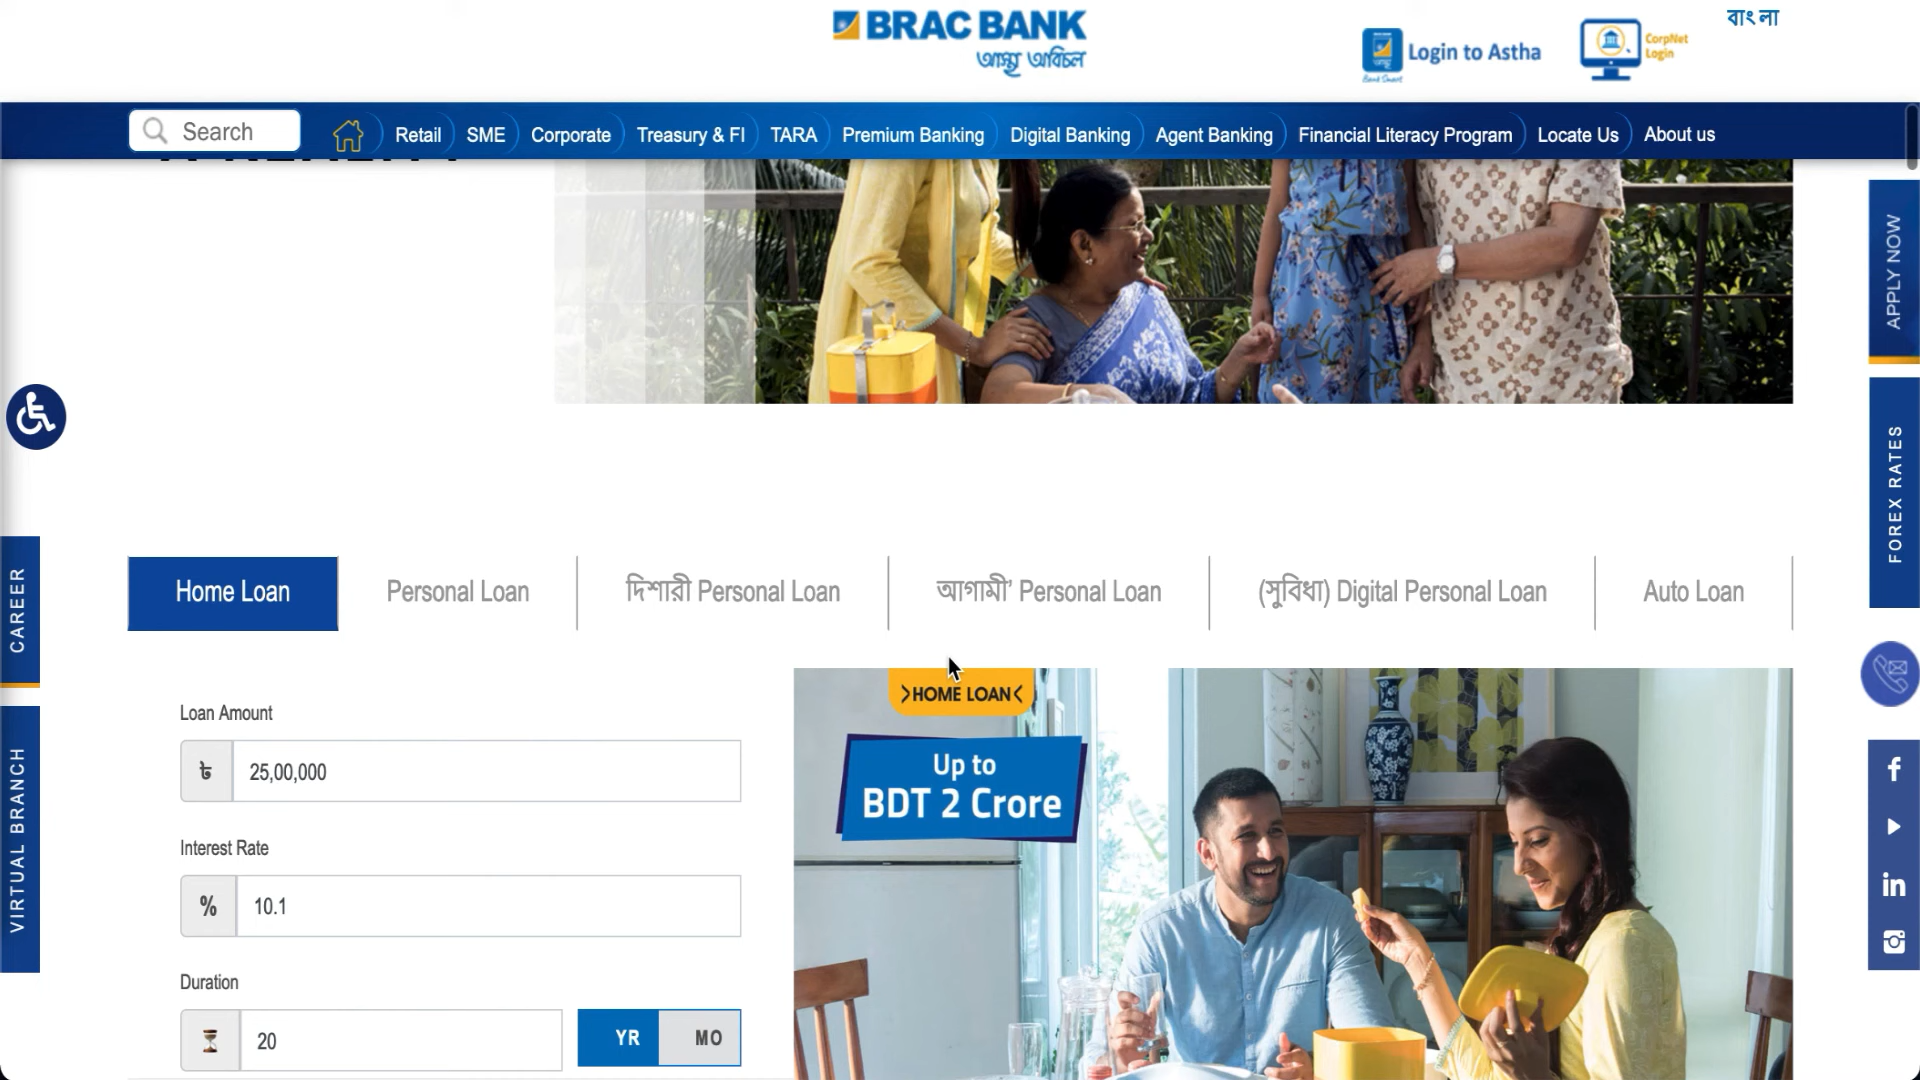 BRAC BANK
আস্থা অবিচল
Login to Astha
CorpNet
Login
বাংলা
Search
Retail
SME
Corporate
Treasury & FI
TARA
Premium Banking
Digital Banking
Agent Banking
Financial Literacy Program
Locate Us
About us
APPLY NOW
FOREX RATES
CAREER
VIRTUAL BRANCH
Home Loan
Personal Loan
দিশারী Personal Loan
আগামী’ Personal Loan
(সুবিধা) Digital Personal Loan
Auto Loan
Loan Amount
৳ 25,00,000
Interest Rate
% 10.1
Duration
20
YR
MO
HOME LOAN
Up to
BDT 2 Crore